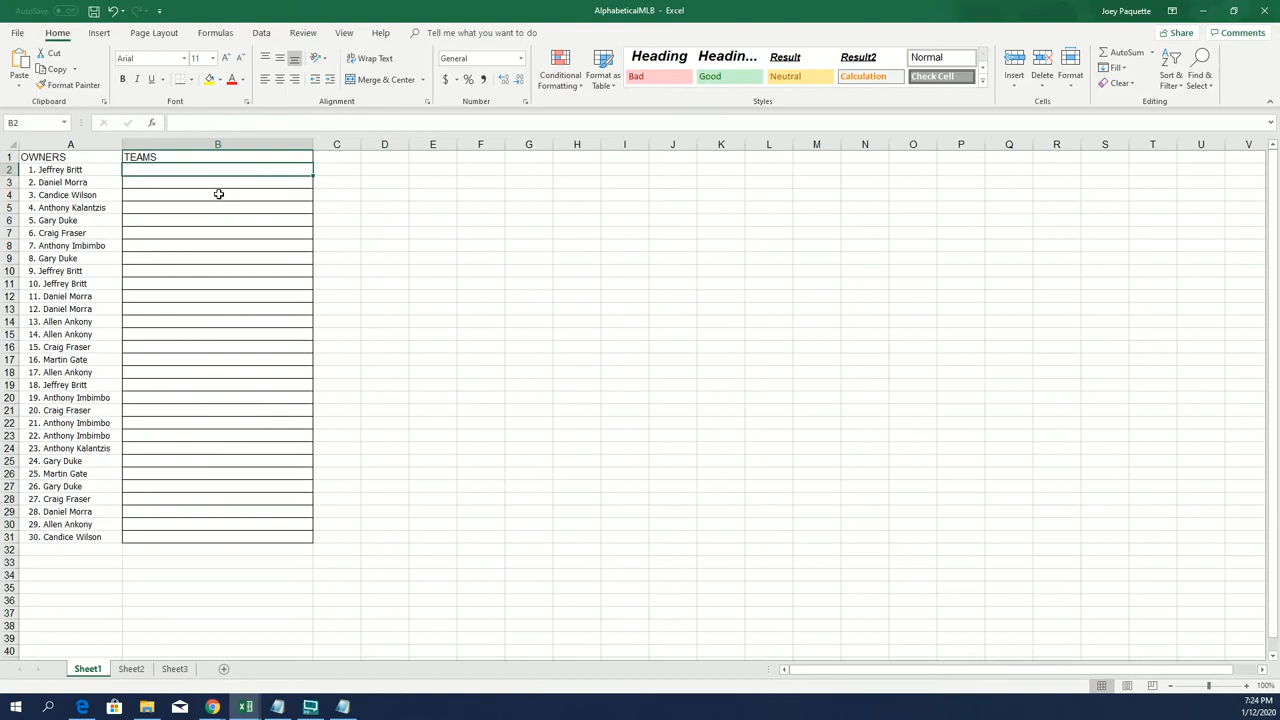 AutoSave Off
AlphabeticalMLB - Excel
Joey Paquette
File Home Insert Page Layout Formulas Data Review View Help Tell me what you want to do
Share Comments
Paste Cut Copy Format Painter
Arial 11 A A
B I U A
ab Wrap Text
Merge & Center
General
$ % ,
Conditional Formatting Format as Table
Heading Headin... Result Result2 Normal
Bad Good Neutral Calculation Check Cell
Insert Delete Format
AutoSum Fill Clear
Sort & Filter Find & Select
Clipboard Font Alignment Number Styles Cells Editing
B2 fx
A B C D E F G H I J K L M N O P Q R S T U V
1 OWNERS TEAMS
2 1. Jeffrey Britt
3 2. Daniel Morra
4 3. Candice Wilson
5 4. Anthony Kalantzis
6 5. Gary Duke
7 6. Craig Fraser
8 7. Anthony Imbimbo
9 8. Gary Duke
10 9. Jeffrey Britt
11 10. Jeffrey Britt
12 11. Daniel Morra
13 12. Daniel Morra
14 13. Allen Ankony
15 14. Allen Ankony
16 15. Craig Fraser
17 16. Martin Gate
18 17. Allen Ankony
19 18. Jeffrey Britt
20 19. Anthony Imbimbo
21 20. Craig Fraser
22 21. Anthony Imbimbo
23 22. Anthony Imbimbo
24 23. Anthony Kalantzis
25 24. Gary Duke
26 25. Martin Gate
27 26. Gary Duke
28 27. Craig Fraser
29 28. Daniel Morra
30 29. Allen Ankony
31 30. Candice Wilson
32
33
34
35
36
37
38
39
40
Sheet1 Sheet2 Sheet3
100%
7:24 PM
1/12/2020